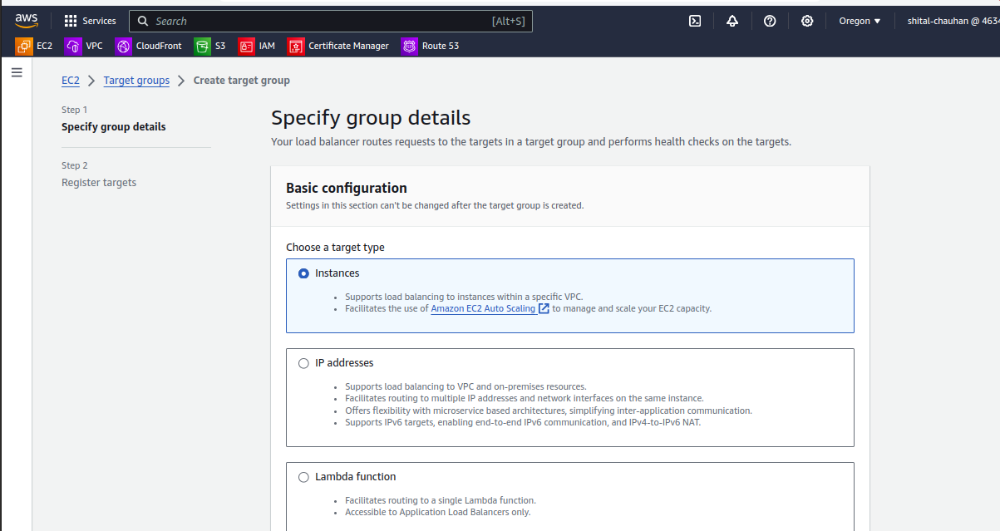 aws Services Search [Alt+S] Oregon shital-chauhan @ 4634
EC2 VPC CloudFront S3 IAM Certificate Manager Route 53
EC2 Target groups Create target group
Step 1
Specify group details
Step 2
Register targets
Specify group details
Your load balancer routes requests to the targets in a target group and performs health checks on the targets.
Basic configuration
Settings in this section can't be changed after the target group is created.
Choose a target type
Instances
Supports load balancing to instances within a specific VPC.
Facilitates the use of Amazon EC2 Auto Scaling to manage and scale your EC2 capacity.
IP addresses
Supports load balancing to VPC and on-premises resources.
Facilitates routing to multiple IP addresses and network interfaces on the same instance.
Offers flexibility with microservice based architectures, simplifying inter-application communication.
Supports IPv6 targets, enabling end-to-end IPv6 communication, and IPv4-to-IPv6 NAT.
Lambda function
Facilitates routing to a single Lambda function.
Accessible to Application Load Balancers only.